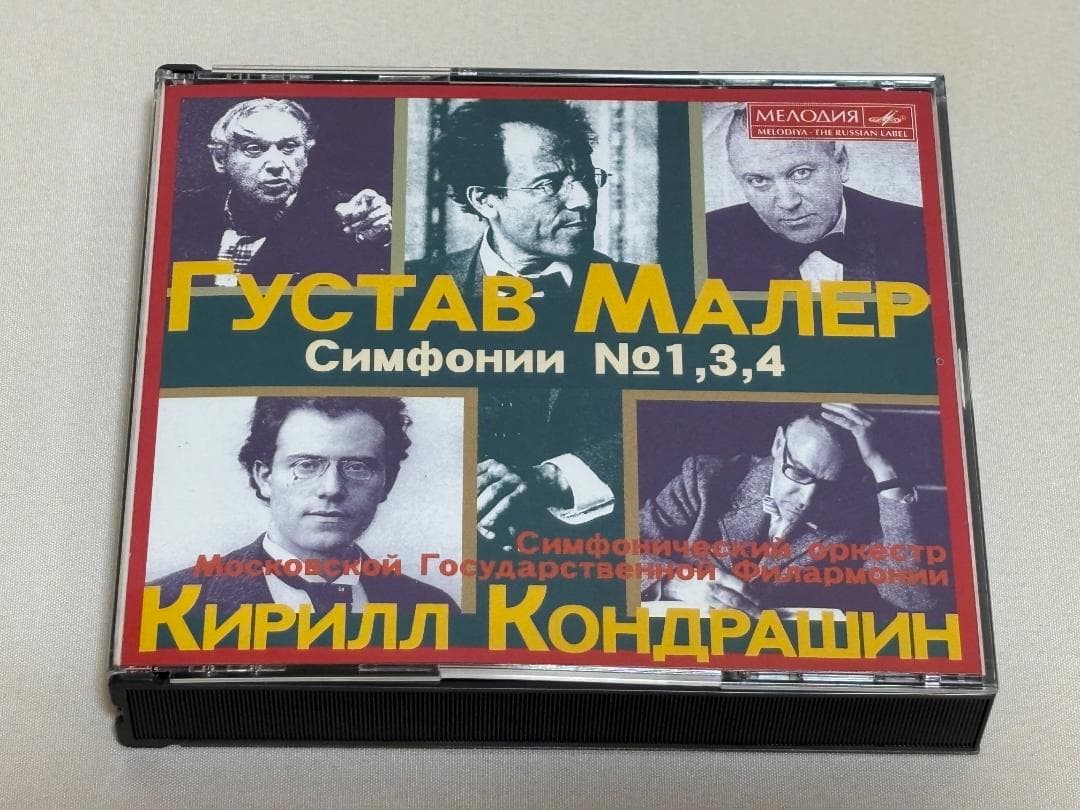 МЕЛОДИЯ
MELODIYA · THE RUSSIAN LABEL
ГУСТАВ МАЛЕР
Симфонии №1,3,4
Симфонический оркестр
Московской Государственной Филармонии
КИРИЛЛ КОНДРАШИН